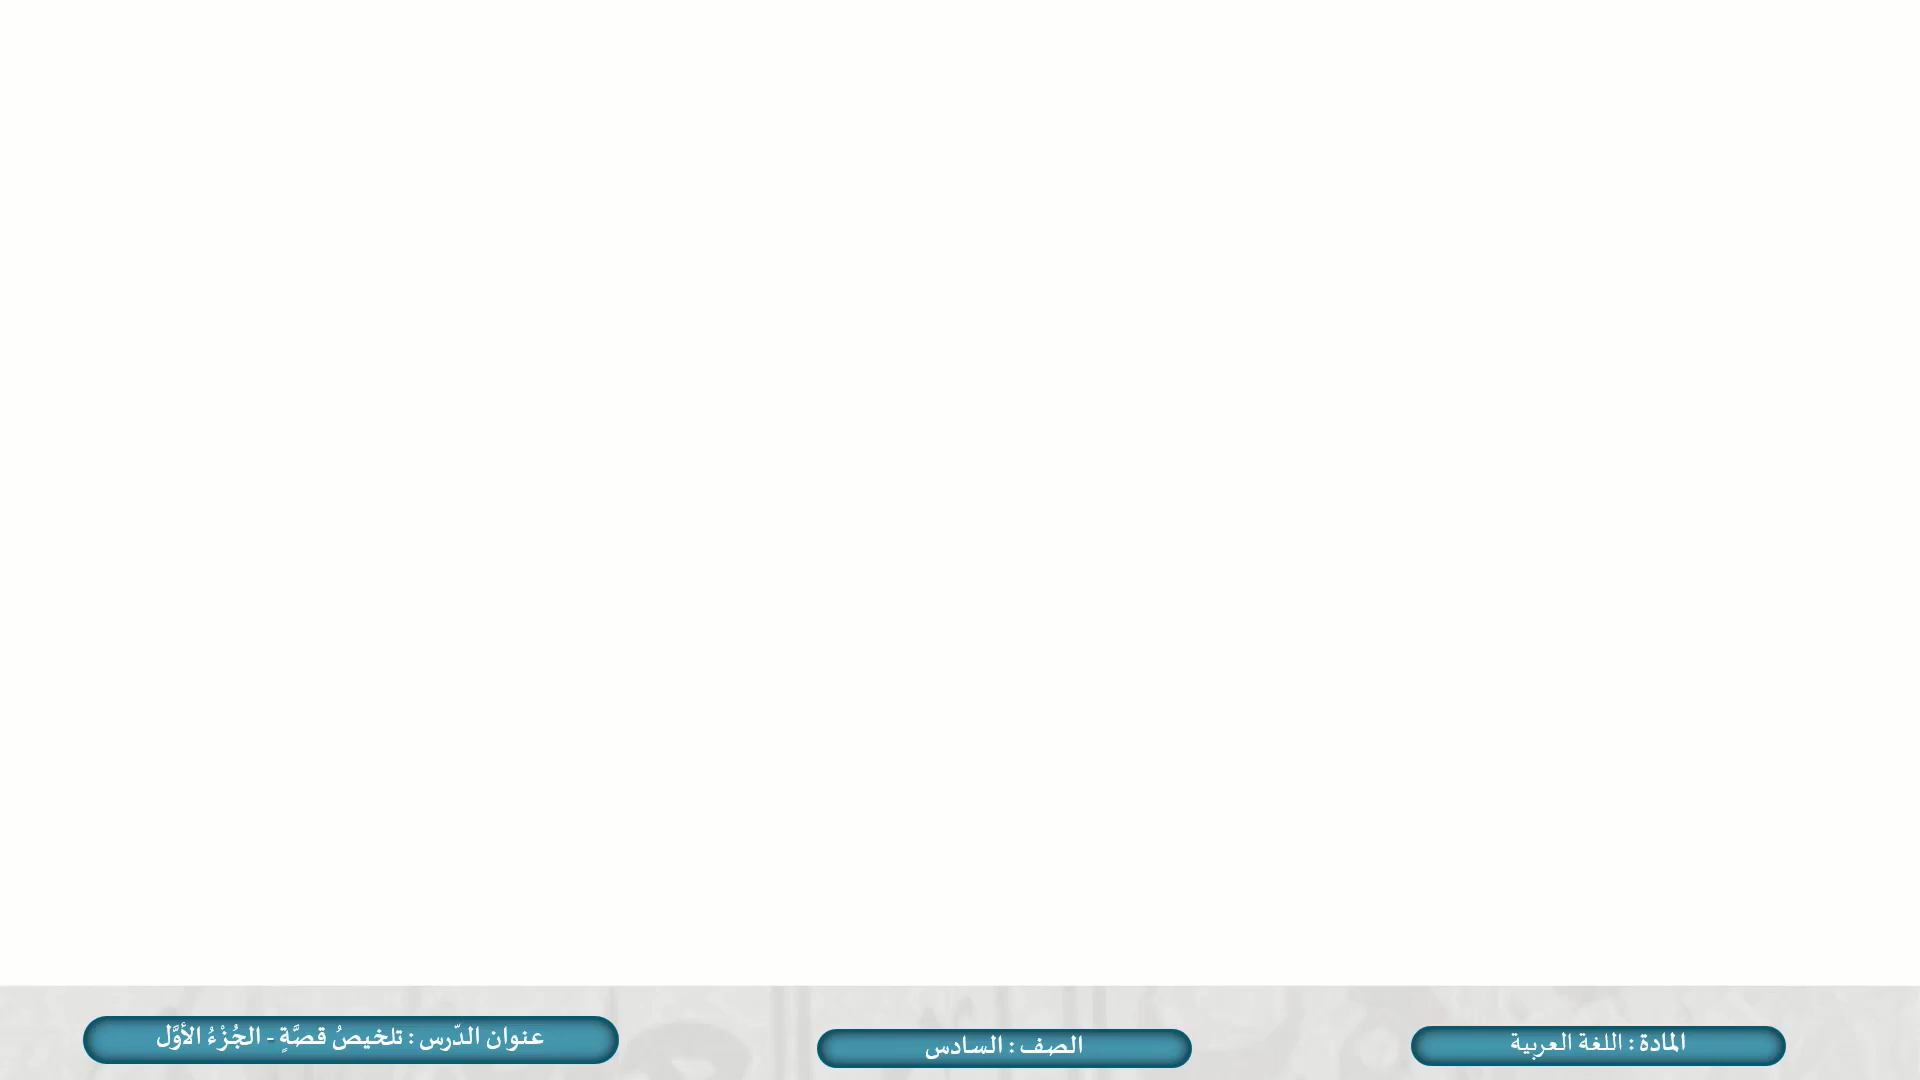 المادة : اللغة العربية
الصف : السادس
عنوان الدّرس : تلخيصُ قصَّةٍ - الجُزْءُ الأوَّل